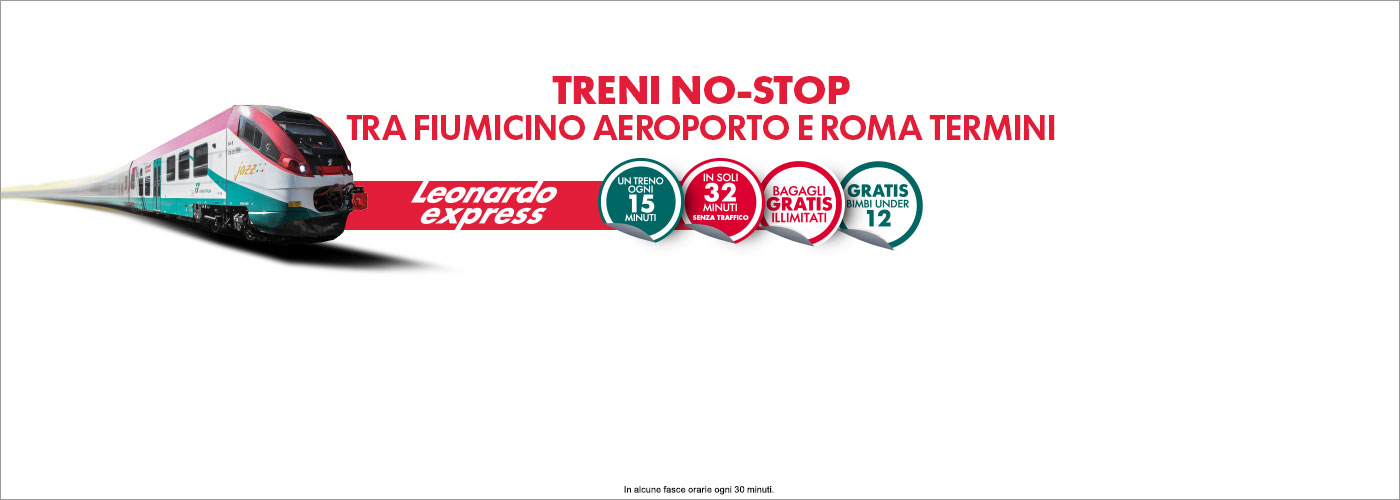 TRENI NO-STOP
TRA FIUMICINO AEROPORTO E ROMA TERMINI
jazz
Leonardo
express
UN TRENO
OGNI
15
MINUTI
IN SOLI
32
MINUTI
SENZA TRAFFICO
BAGAGLI
GRATIS
ILLIMITATI
GRATIS
BIMBI UNDER
12
In alcune fasce orarie ogni 30 minuti.